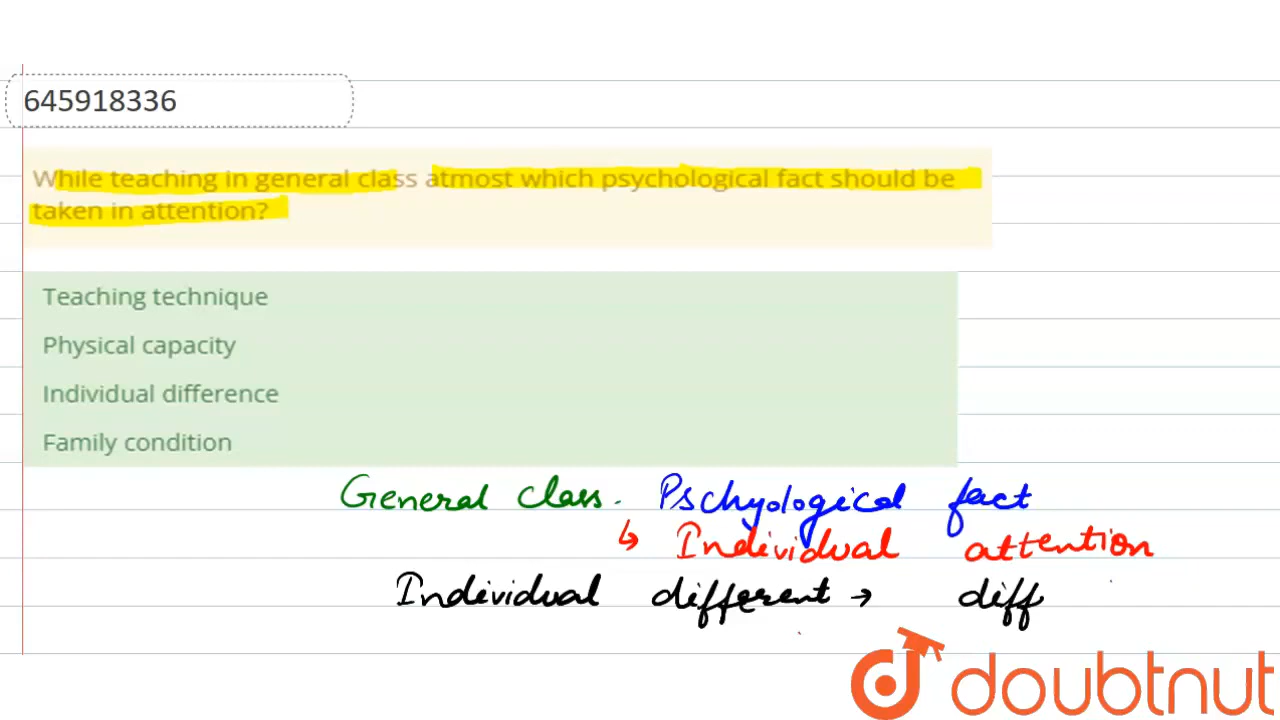 645918336
While teaching in general class atmost which psychological fact should be
taken in attention?
Teaching technique
Physical capacity
Individual difference
Family condition
General class. Pschyological fact
↳ Individual attention
Individual different → diff
doubtnut